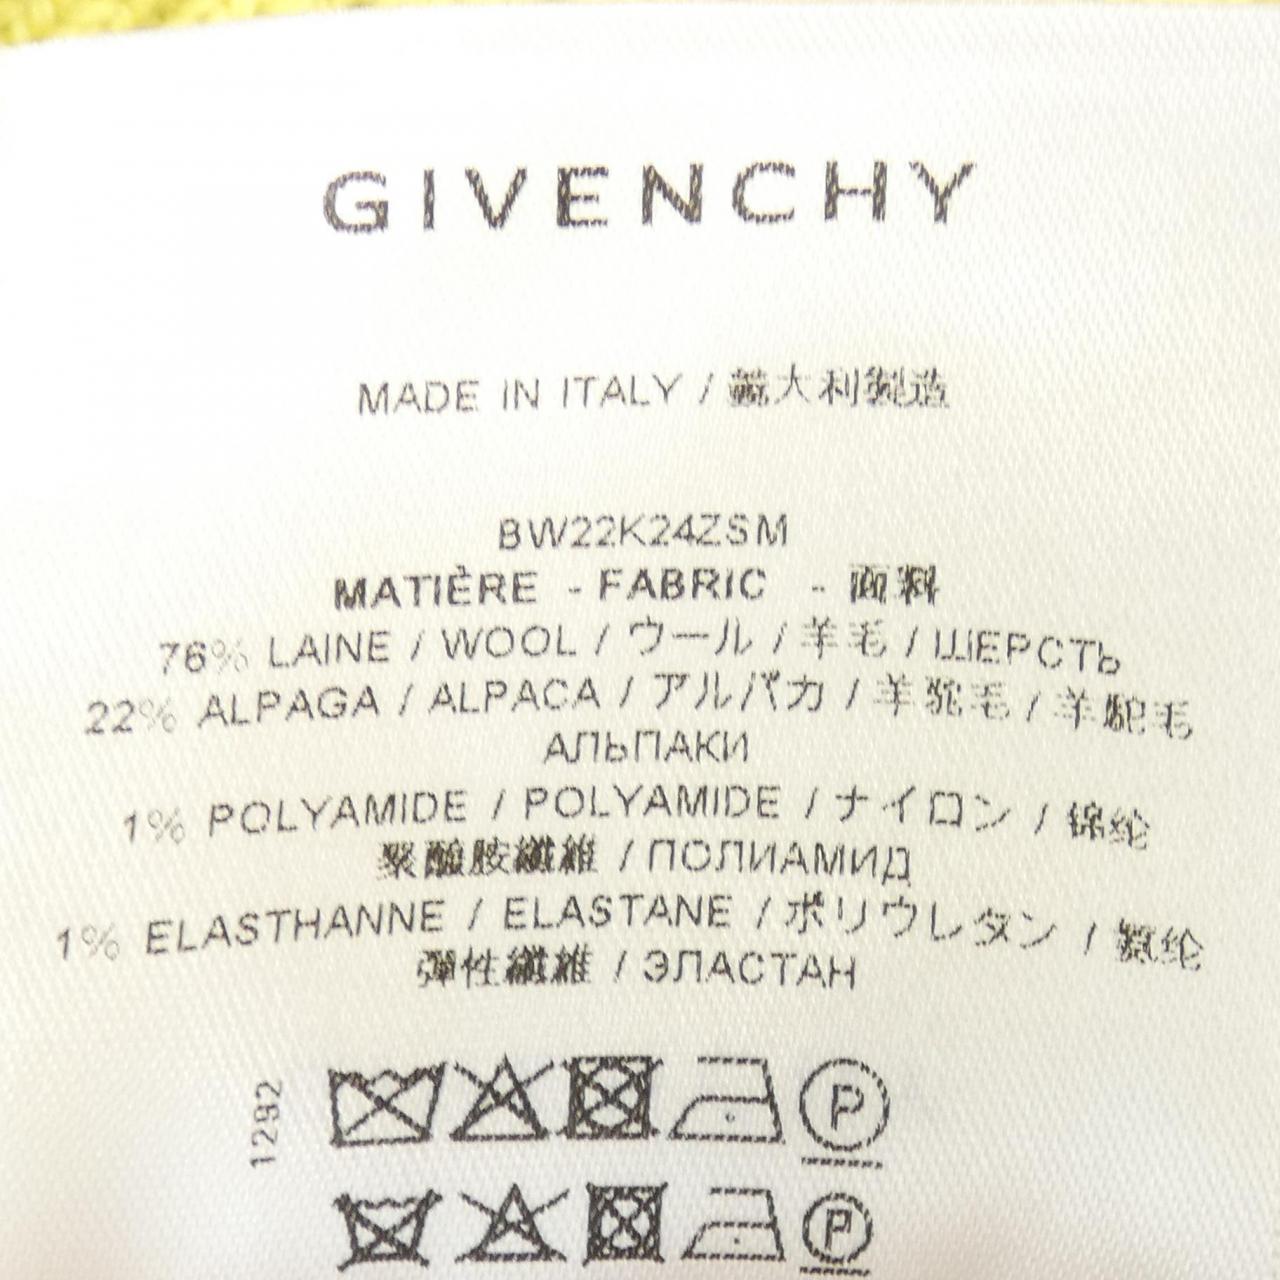 GIVENCHY
MADE IN ITALY / 義大利製造
BW22K24ZSM
MATIÈRE - FABRIC - 面料
76% LAINE / WOOL / ウール / 羊毛 / ШЕРСТЬ
22% ALPAGA / ALPACA / アルパカ / 羊驼毛 / 羊駝毛
АЛЬПАКИ
1% POLYAMIDE / POLYAMIDE / ナイロン / 锦纶
聚醯胺纖維 / ПОЛИАМИД
1% ELASTHANNE / ELASTANE / ポリウレタン / 氨纶
彈性纖維 / ЭЛАСТАН
1292
P
P